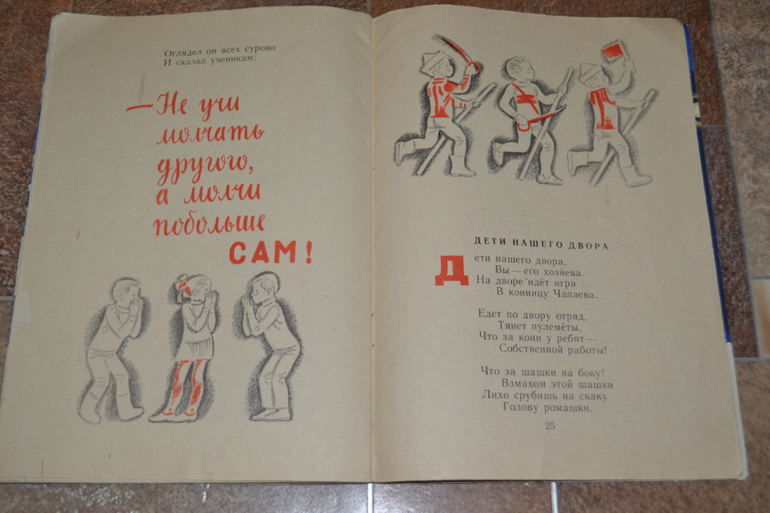 Оглядел он всех сурово
И сказал ученикам:
— Не учи
молчать
другого,
а молчи
побольше
САМ!
ДЕТИ НАШЕГО ДВОРА
Дети нашего двора,
Вы — его хозяева.
На дворе идёт игра
В конницу Чапаева.
Едет по двору отряд,
Тянет пулемёты.
Что за кони у ребят —
Собственной работы!
Что за шашки на боку!
Взмахом этой шашки
Лихо срубишь на скаку
Голову ромашки.
25